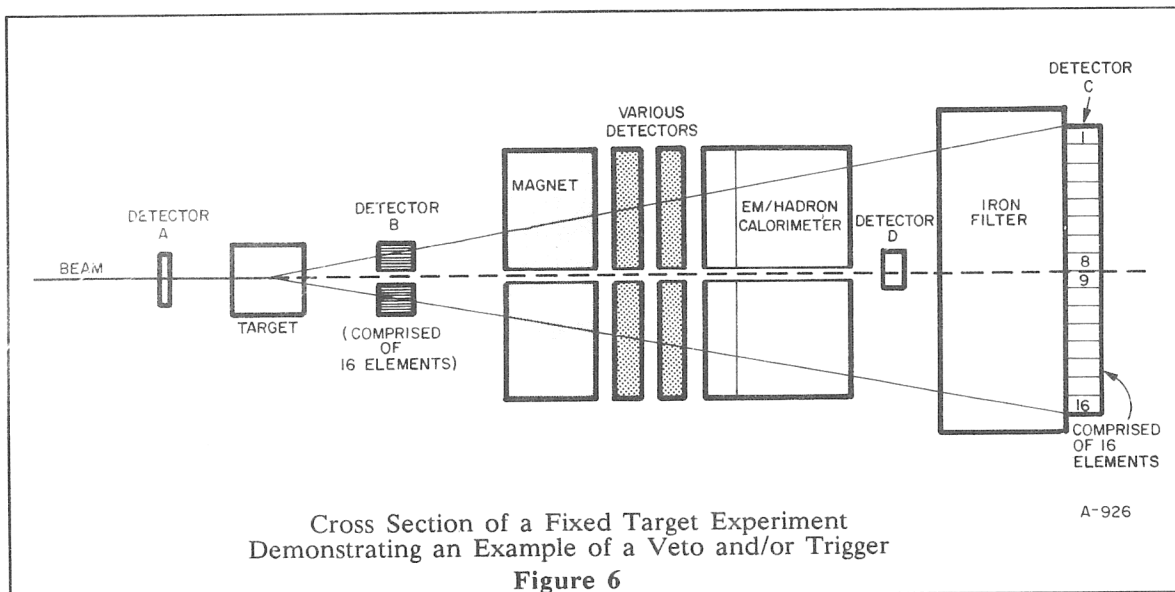 DETECTOR
C
VARIOUS
DETECTORS
1
MAGNET
DETECTOR
A
DETECTOR
B
EM/HADRON
CALORIMETER
DETECTOR
D
IRON
FILTER
BEAM
8
9
TARGET
(COMPRISED
OF
16 ELEMENTS)
16
COMPRISED
OF 16
ELEMENTS
A-926
Cross Section of a Fixed Target Experiment
Demonstrating an Example of a Veto and/or Trigger
Figure 6